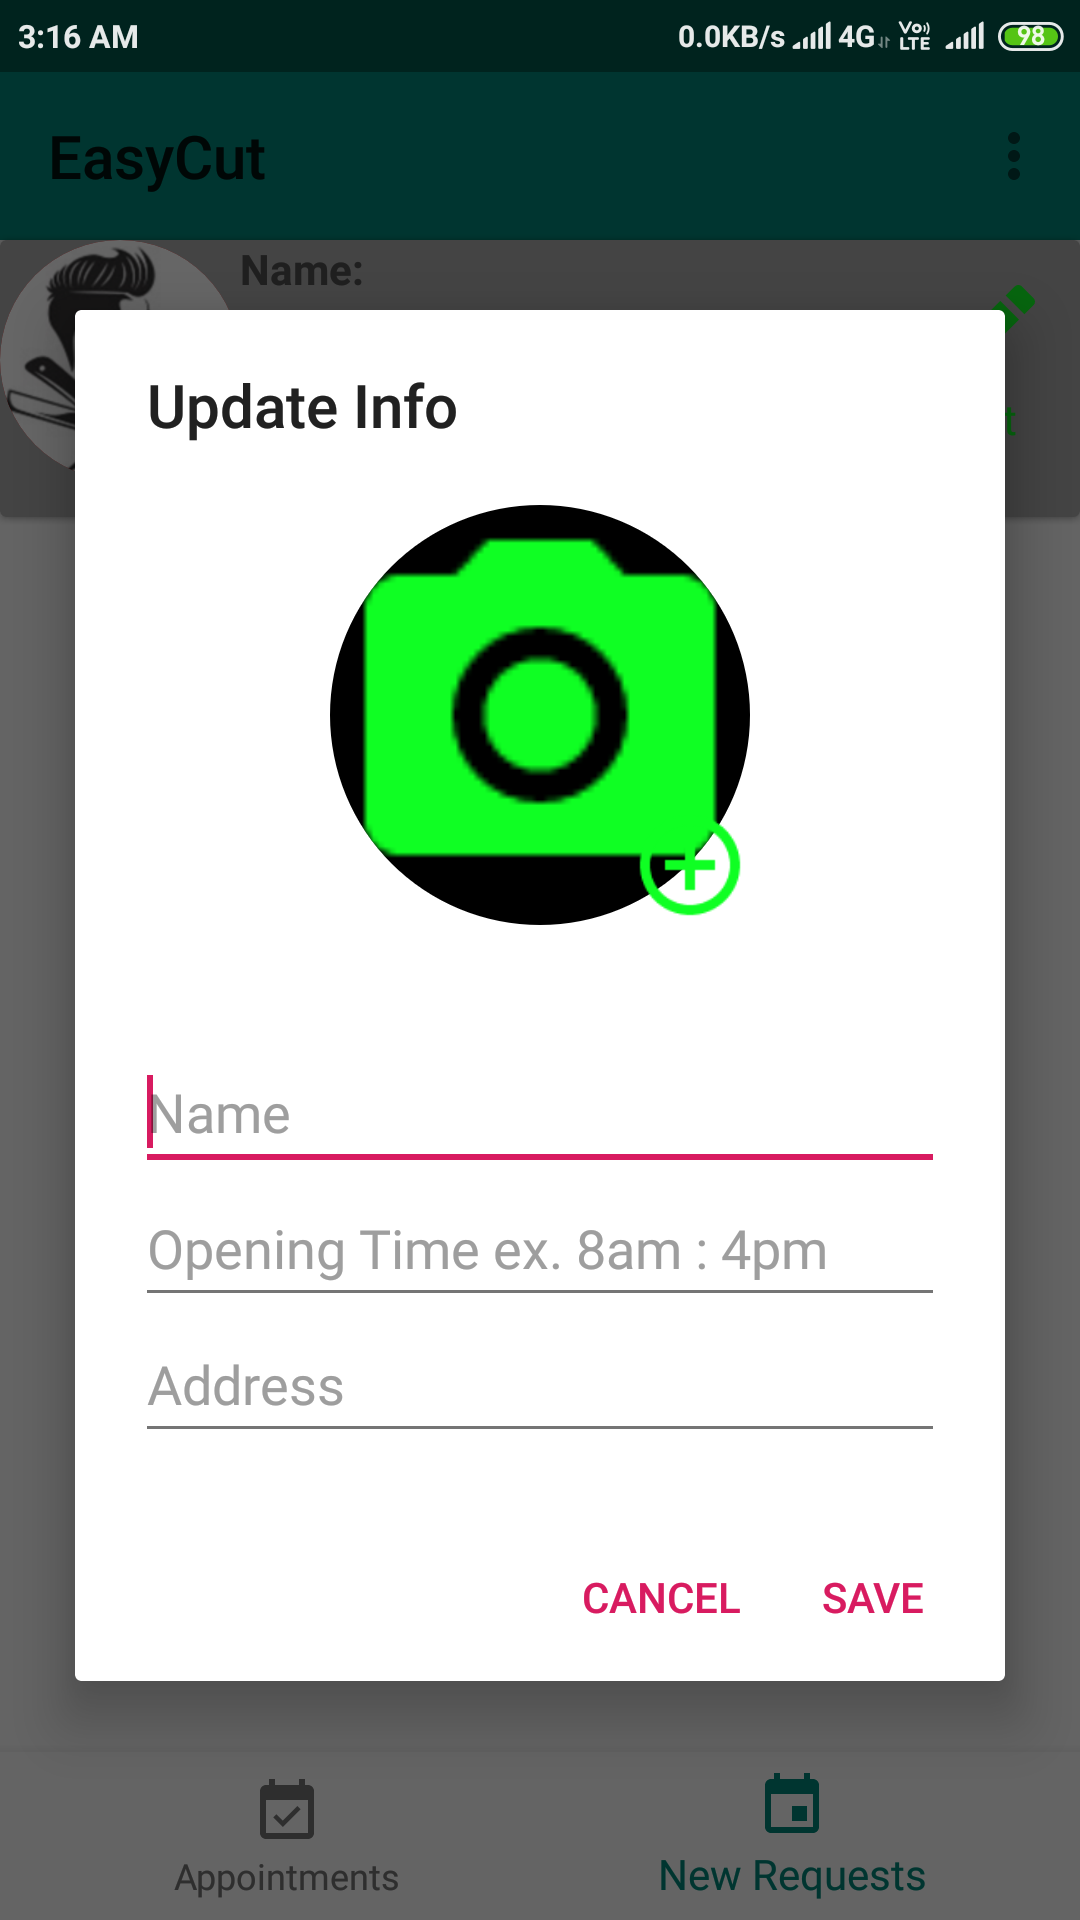 3:16 AM 0.0KB/s 4G Vo)) LTE 98
EasyCut
Name:
Update Info
Name
Opening Time ex. 8am : 4pm
Address
CANCEL SAVE
Appointments New Requests